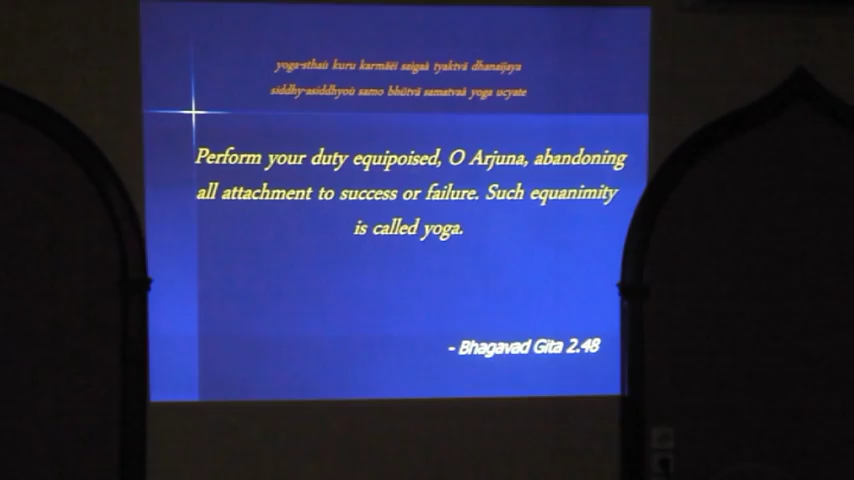 yoga-sthaù kuru karmäëi saìgaà tyaktvä dhanaïjaya
siddhy-asiddhyoù samo bhütvä samatvaà yoga ucyate
Perform your duty equipoised, O Arjuna, abandoning
all attachment to success or failure. Such equanimity
is called yoga.
- Bhagavad Gita 2.48